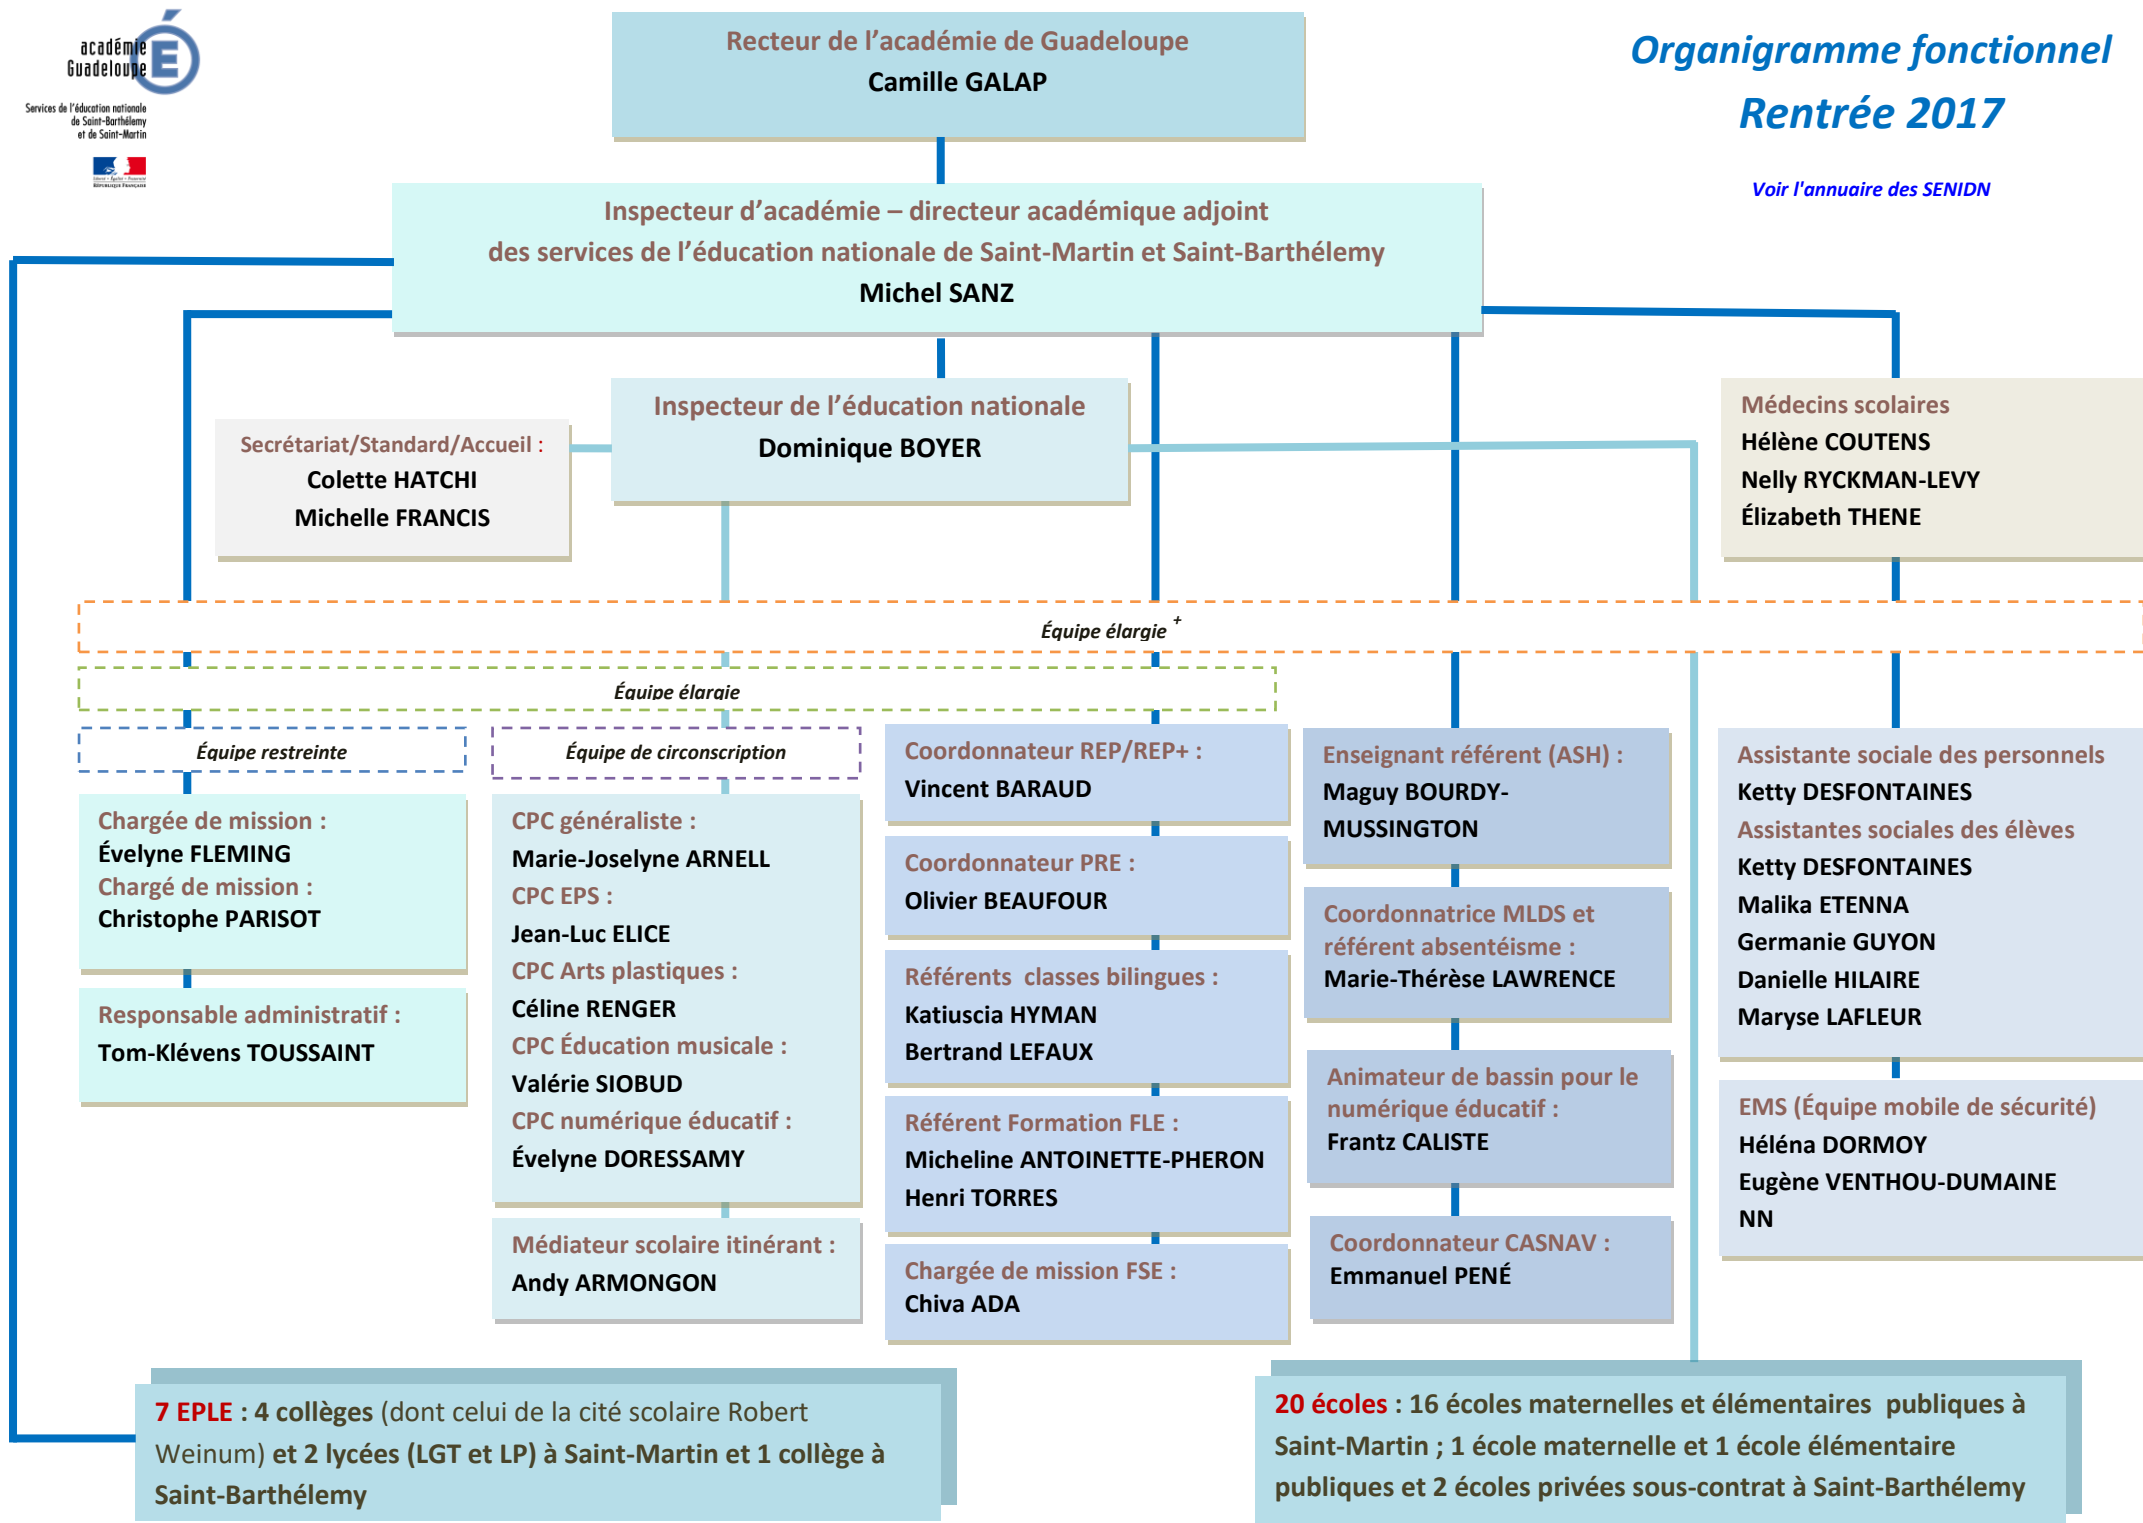 académie
Guadeloupe
Services de l'éducation nationale
de Saint-Barthélemy
et de Saint-Martin
Liberté • Égalité • Fraternité
RÉPUBLIQUE FRANÇAISE
Recteur de l'académie de Guadeloupe
Camille GALAP
Organigramme fonctionnel
Rentrée 2017
Voir l'annuaire des SENIDN
Inspecteur d'académie – directeur académique adjoint
des services de l'éducation nationale de Saint-Martin et Saint-Barthélemy
Michel SANZ
Inspecteur de l'éducation nationale
Dominique BOYER
Secrétariat/Standard/Accueil :
Colette HATCHI
Michelle FRANCIS
Médecins scolaires
Hélène COUTENS
Nelly RYCKMAN-LEVY
Élizabeth THENE
Équipe élargie +
Équipe élargie
Équipe restreinte
Chargée de mission :
Évelyne FLEMING
Chargé de mission :
Christophe PARISOT
Responsable administratif :
Tom-Klévens TOUSSAINT
Équipe de circonscription
CPC généraliste :
Marie-Joselyne ARNELL
CPC EPS :
Jean-Luc ELICE
CPC Arts plastiques :
Céline RENGER
CPC Éducation musicale :
Valérie SIOBUD
CPC numérique éducatif :
Évelyne DORESSAMY
Médiateur scolaire itinérant :
Andy ARMONGON
Coordonnateur REP/REP+ :
Vincent BARAUD
Coordonnateur PRE :
Olivier BEAUFOUR
Référents  classes bilingues :
Katiuscia HYMAN
Bertrand LEFAUX
Référent Formation FLE :
Micheline ANTOINETTE-PHERON
Henri TORRES
Chargée de mission FSE :
Chiva ADA
Enseignant référent (ASH) :
Maguy BOURDY-
MUSSINGTON
Coordonnatrice MLDS et
référent absentéisme :
Marie-Thérèse LAWRENCE
Animateur de bassin pour le
numérique éducatif :
Frantz CALISTE
Coordonnateur CASNAV :
Emmanuel PENÉ
Assistante sociale des personnels
Ketty DESFONTAINES
Assistantes sociales des élèves
Ketty DESFONTAINES
Malika ETENNA
Germanie GUYON
Danielle HILAIRE
Maryse LAFLEUR
EMS (Équipe mobile de sécurité)
Héléna DORMOY
Eugène VENTHOU-DUMAINE
NN
7 EPLE : 4 collèges (dont celui de la cité scolaire Robert
Weinum) et 2 lycées (LGT et LP) à Saint-Martin et 1 collège à
Saint-Barthélemy
20 écoles : 16 écoles maternelles et élémentaires  publiques à
Saint-Martin ; 1 école maternelle et 1 école élémentaire
publiques et 2 écoles privées sous-contrat à Saint-Barthélemy